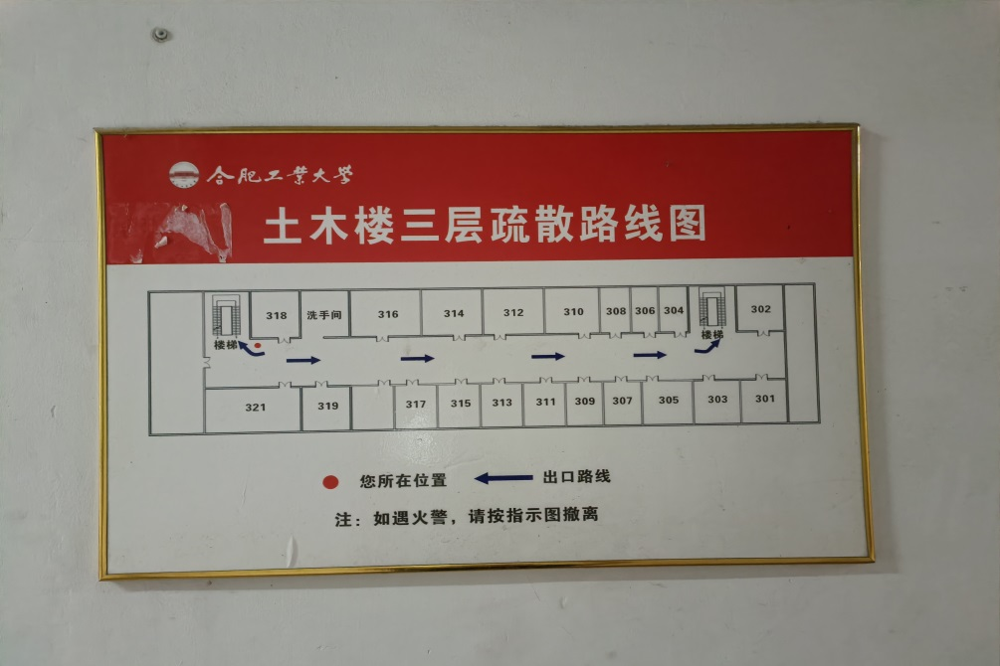 合肥工業大學
土木楼三层疏散路线图
318 洗手间 316 314 312 310 308 306 304 302
楼梯 楼梯
321 319 317 315 313 311 309 307 305 303 301
您所在位置 出口路线
注：如遇火警，请按指示图撤离